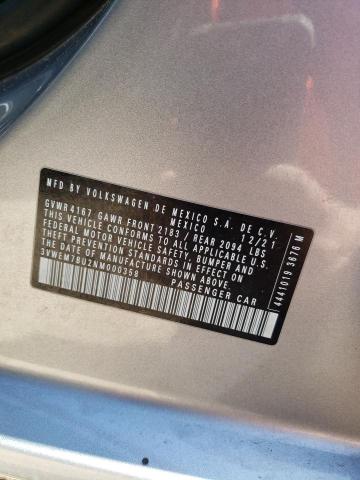 MFD BY VOLKSWAGEN DE MEXICO S.A. DE C.V.
MEXICO 12/21
GVWR 4167 GAWR FRONT 2183 / REAR 2094 LBS
THIS VEHICLE CONFORMS TO ALL APPLICABLE U.S.
FEDERAL MOTOR VEHICLE SAFETY, BUMPER AND
THEFT PREVENTION STANDARDS IN EFFECT ON
THE DATE OF MANUFACTURE SHOWN ABOVE.
3VWEM7BU2NM000358 PASSENGER CAR
4441019 3676 M